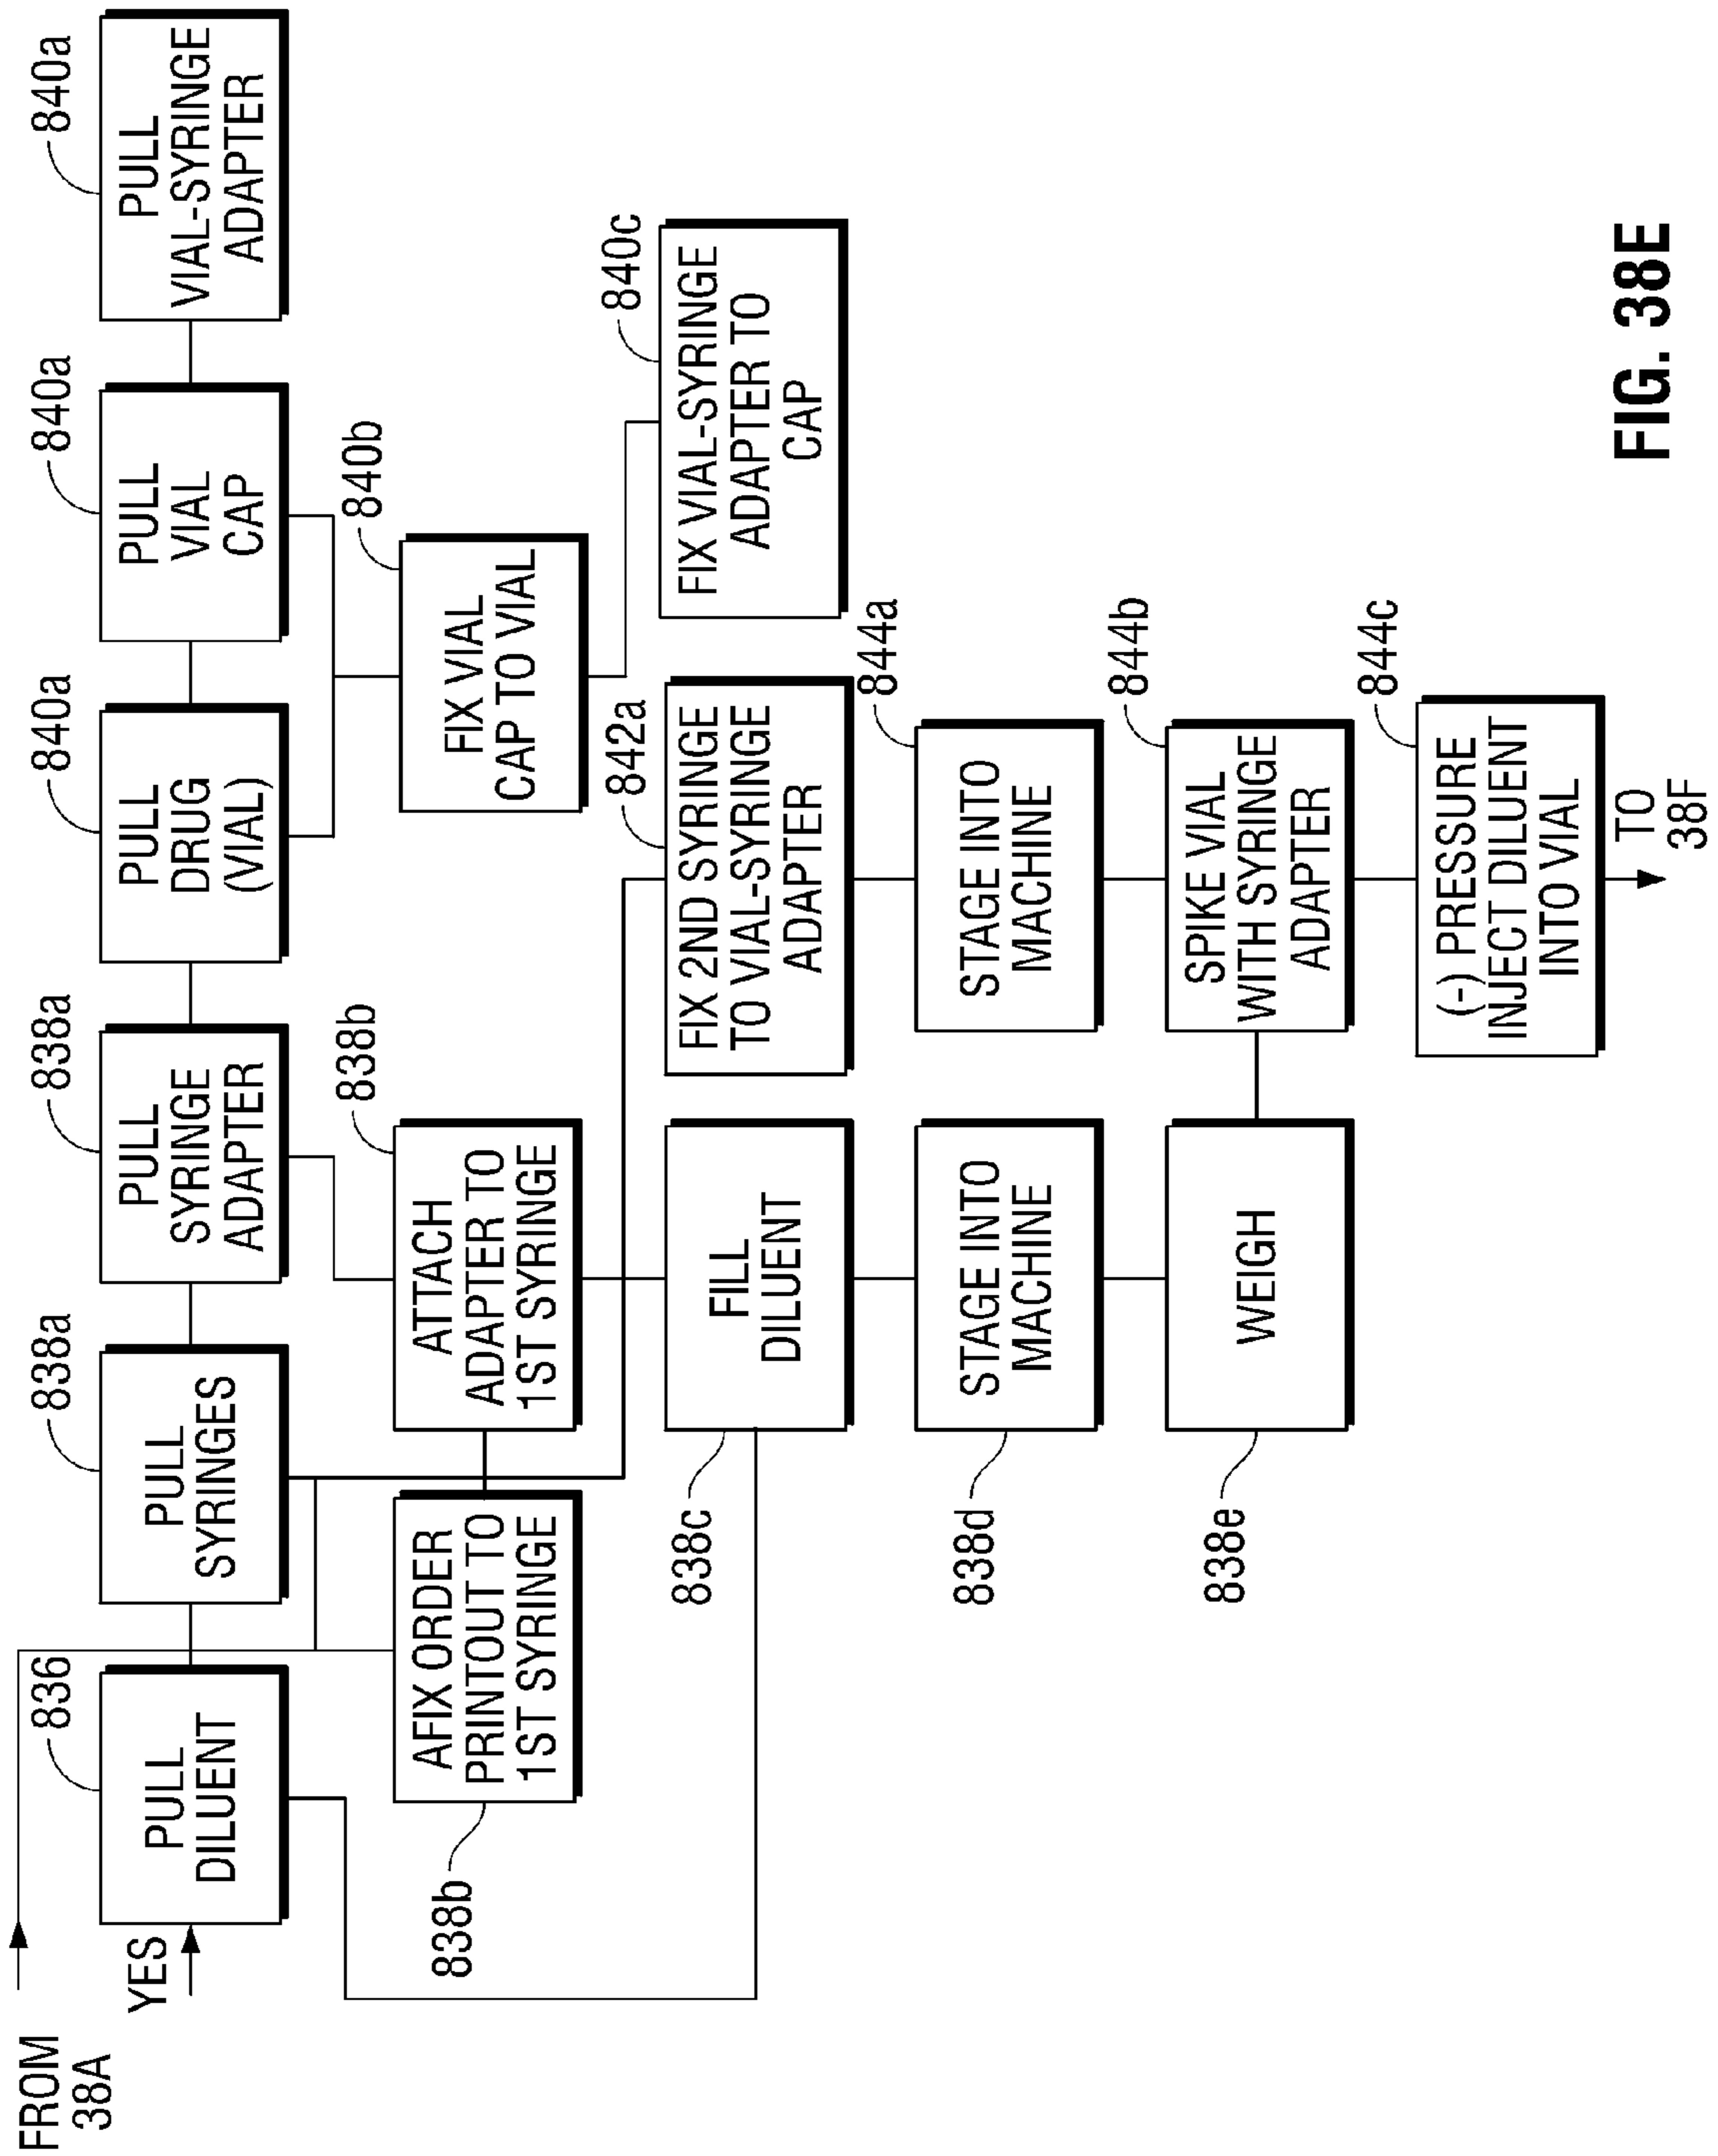 FROM
38A
YES
836
PULL
DILUENT
838a
PULL
SYRINGES
838a
PULL
SYRINGE
ADAPTER
840a
PULL
DRUG
(VIAL)
840a
PULL
VIAL
CAP
840a
PULL
VIAL-SYRINGE
ADAPTER
838b
AFIX ORDER
PRINTOUT TO
1ST SYRINGE
838b
ATTACH
ADAPTER TO
1ST SYRINGE
840b
FIX VIAL
CAP TO VIAL
838c
FILL
DILUENT
842a
FIX 2ND SYRINGE
TO VIAL-SYRINGE
ADAPTER
840c
FIX VIAL-SYRINGE
ADAPTER TO
CAP
838d
STAGE INTO
MACHINE
844a
STAGE INTO
MACHINE
838e
WEIGH
844b
SPIKE VIAL
WITH SYRINGE
ADAPTER
844c
(-) PRESSURE
INJECT DILUENT
INTO VIAL
TO
38F
FIG. 38E